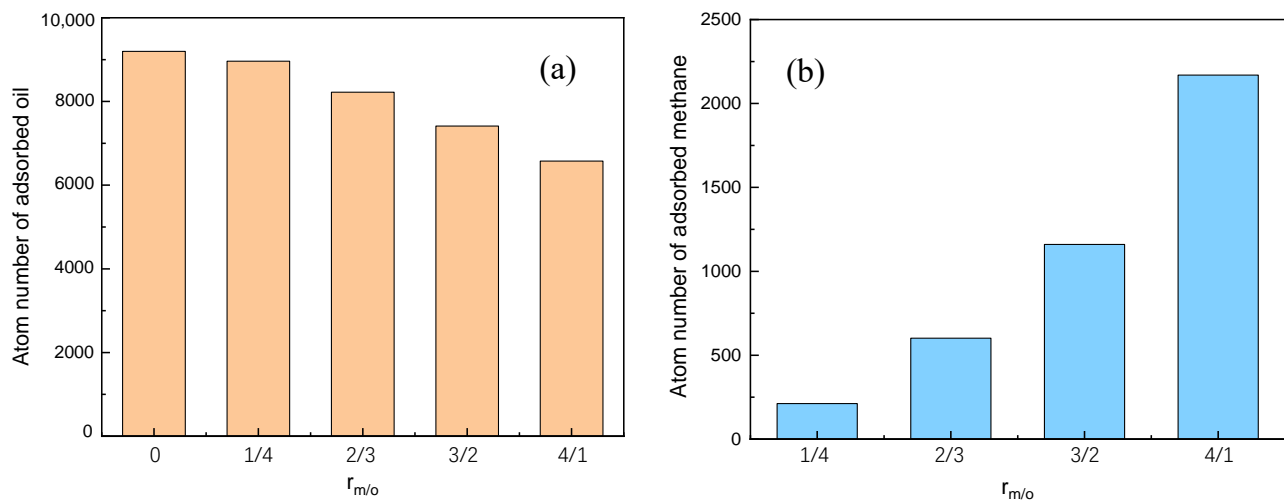 10,000
8000
6000
4000
2000
0
Atom number of adsorbed oil
(a)
0 1/4 2/3 3/2 4/1
r_{m/o}
2500
2000
1500
1000
500
0
Atom number of adsorbed methane
(b)
1/4 2/3 3/2 4/1
r_{m/o}